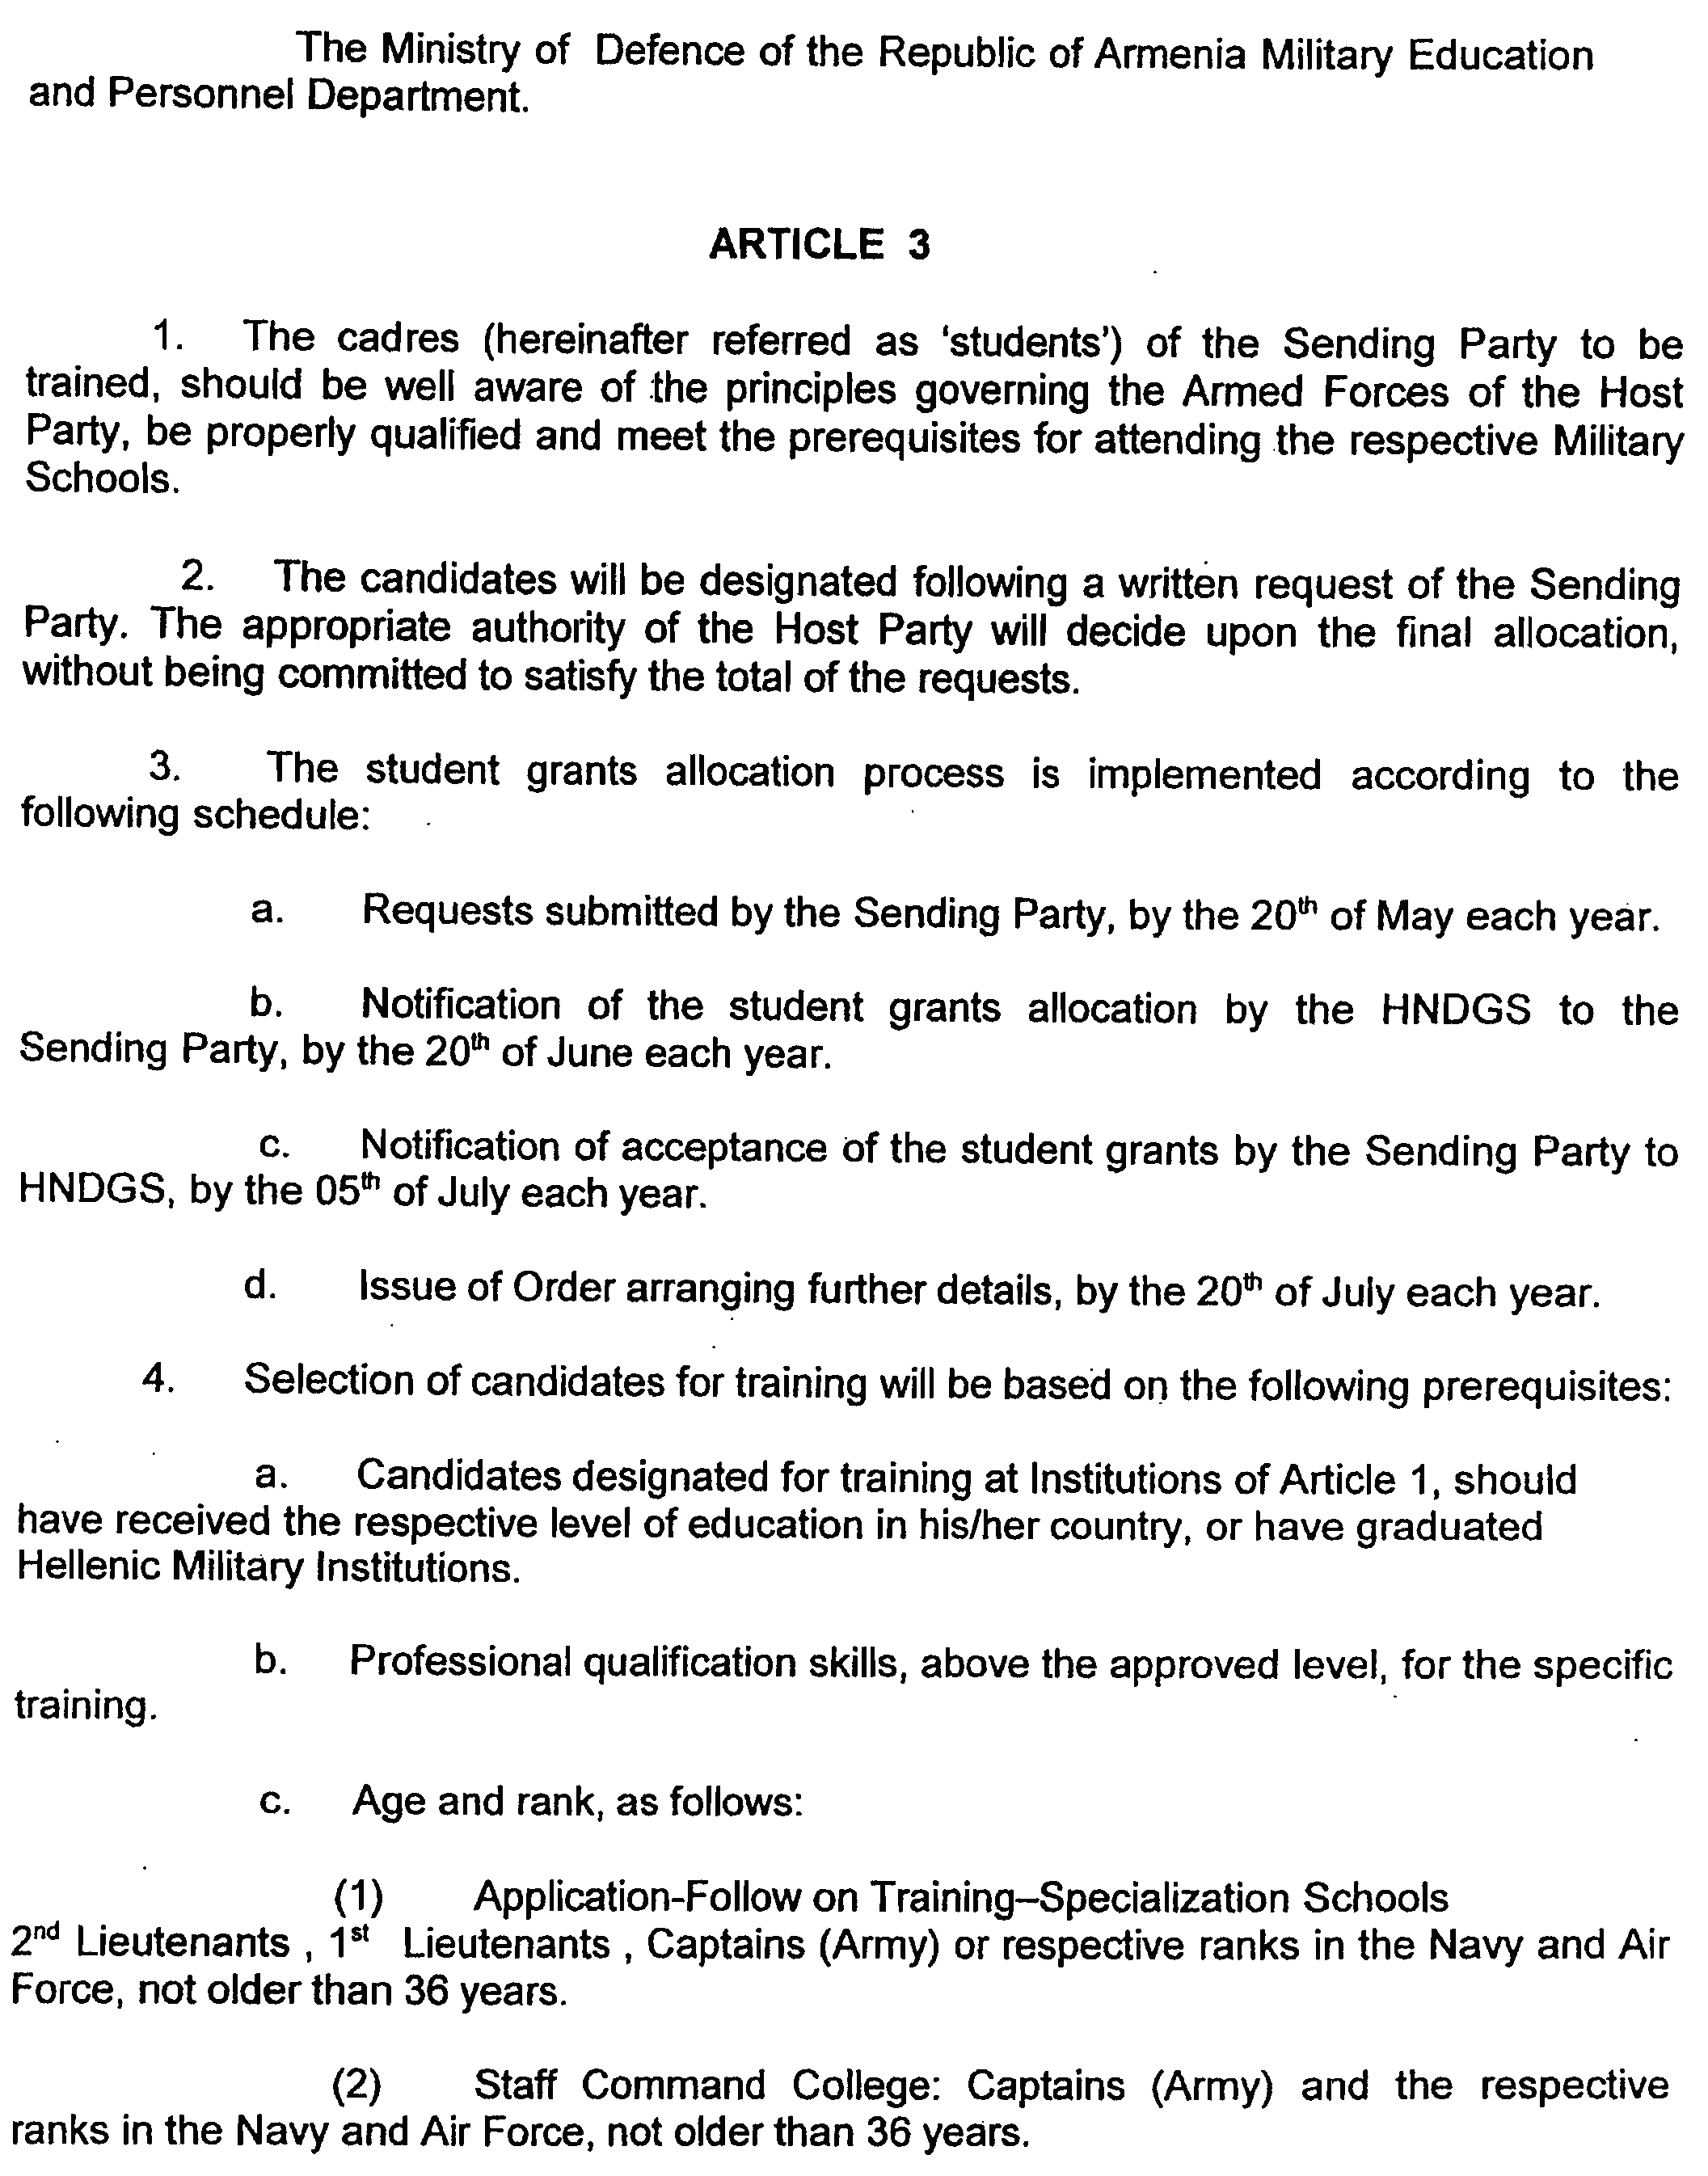 The Ministry of Defence of the Republic of Armenia Military Education
and Personnel Department.
ARTICLE 3
1. The cadres (hereinafter referred as ‘students’) of the Sending Party to be
trained, should be well aware of the principles governing the Armed Forces of the Host
Party, be properly qualified and meet the prerequisites for attending the respective Military
Schools.
2. The candidates will be designated following a written request of the Sending
Party. The appropriate authority of the Host Party will decide upon the final allocation,
without being committed to satisfy the total of the requests.
3. The student grants allocation process is implemented according to the
following schedule:
a. Requests submitted by the Sending Party, by the 20th of May each year.
b. Notification of the student grants allocation by the HNDGS to the
Sending Party, by the 20th of June each year.
c. Notification of acceptance of the student grants by the Sending Party to
HNDGS, by the 05th of July each year.
d. Issue of Order arranging further details, by the 20th of July each year.
4. Selection of candidates for training will be based on the following prerequisites:
a. Candidates designated for training at Institutions of Article 1, should
have received the respective level of education in his/her country, or have graduated
Hellenic Military Institutions.
b. Professional qualification skills, above the approved level, for the specific
training.
c. Age and rank, as follows:
(1) Application-Follow on Training–Specialization Schools
2nd Lieutenants , 1st Lieutenants , Captains (Army) or respective ranks in the Navy and Air
Force, not older than 36 years.
(2) Staff Command College: Captains (Army) and the respective
ranks in the Navy and Air Force, not older than 36 years.